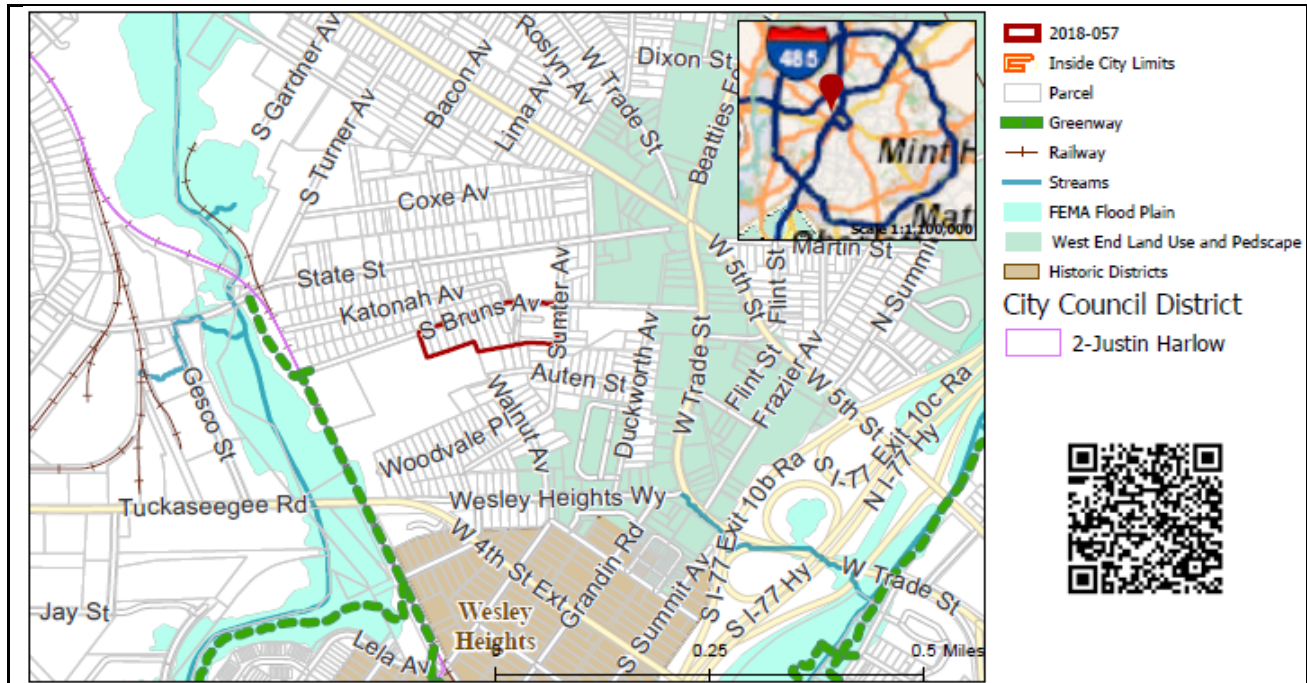 S Gardner Av
Bacon Av
Roslyn Av
W Trade St
Dixon St
Lima Av
S Turner Av
Beatties
485
Mint H
Mat
Scale 1:1,100,000
Coxe Av
W 5th St
Flint St
Martin St
N Summi
State St
Katonah Av
S Bruns Av
Sumter Av
Duckworth Av
W Trade St
Auten St
Flint St
Frazier Av
W 5th St
Gesco St
Walnut Av
Woodvale Pl
S I-77 Exit 10c Ra
N I-77 Hy
Tuckaseegee Rd
Wesley Heights Wy
S I-77 Exit 10b Ra
W 4th St Ext
Grandin Rd
S Summit Av
S I-77 Hy
W Trade St
Jay St
Wesley
Heights
Lela Av
0
0.25
0.5 Miles
2018-057
Inside City Limits
Parcel
Greenway
Railway
Streams
FEMA Flood Plain
West End Land Use and Pedscape
Historic Districts
City Council District
2-Justin Harlow